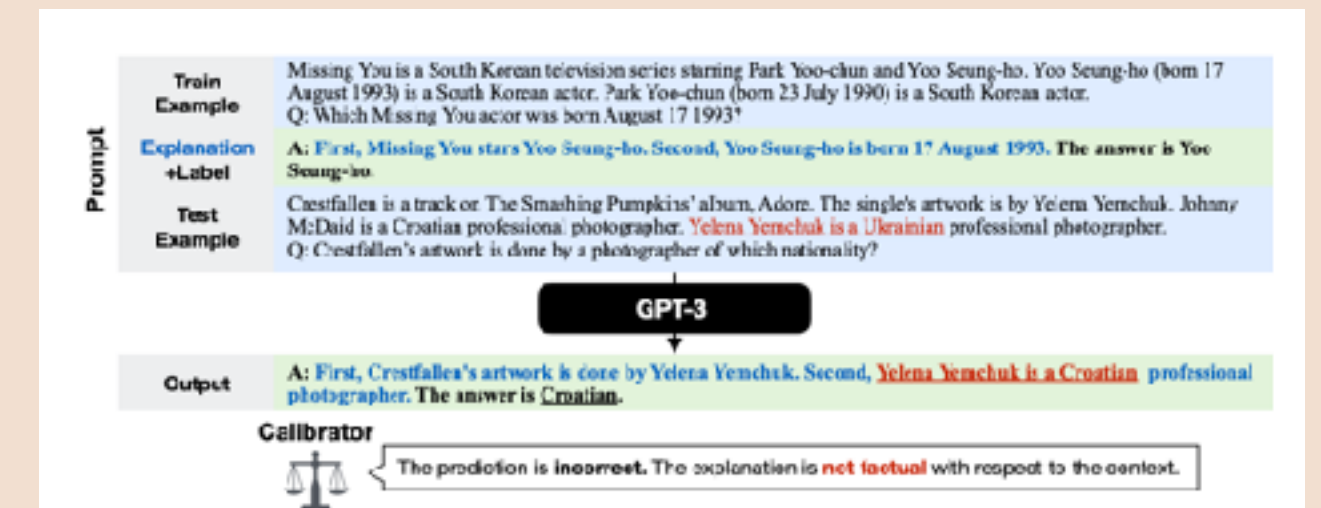 Train
Example
Missing You is a South Korean television series starring Park Yoo-chun and Yoo Seung-ho. Yoo Seung-ho (born 17
August 1993) is a South Korean actor. Park Yoo-chun (born 23 July 1990) is a South Korean actor.
Q: Which Missing You actor was born August 17 1993?
Prompt
Explanation
+Label
A: First, Missing You stars Yoo Seung-ho. Second, Yoo Seung-ho is born 17 August 1993. The answer is Yoo
Seung-ho.
Test
Example
Crestfallen is a track on The Smashing Pumpkins' album, Adore. The single's artwork is by Yelena Yemchuk. Johnny
McDaid is a Croatian professional photographer. Yelena Yemchuk is a Ukrainian professional photographer.
Q: Crestfallen's artwork is done by a photographer of which nationality?
GPT-3
Output
A: First, Crestfallen's artwork is done by Yelena Yemchuk. Second, Yelena Yemchuk is a Croatian professional
photographer. The answer is Croatian.
Calibrator
The prediction is incorrect. The explanation is not factual with respect to the context.